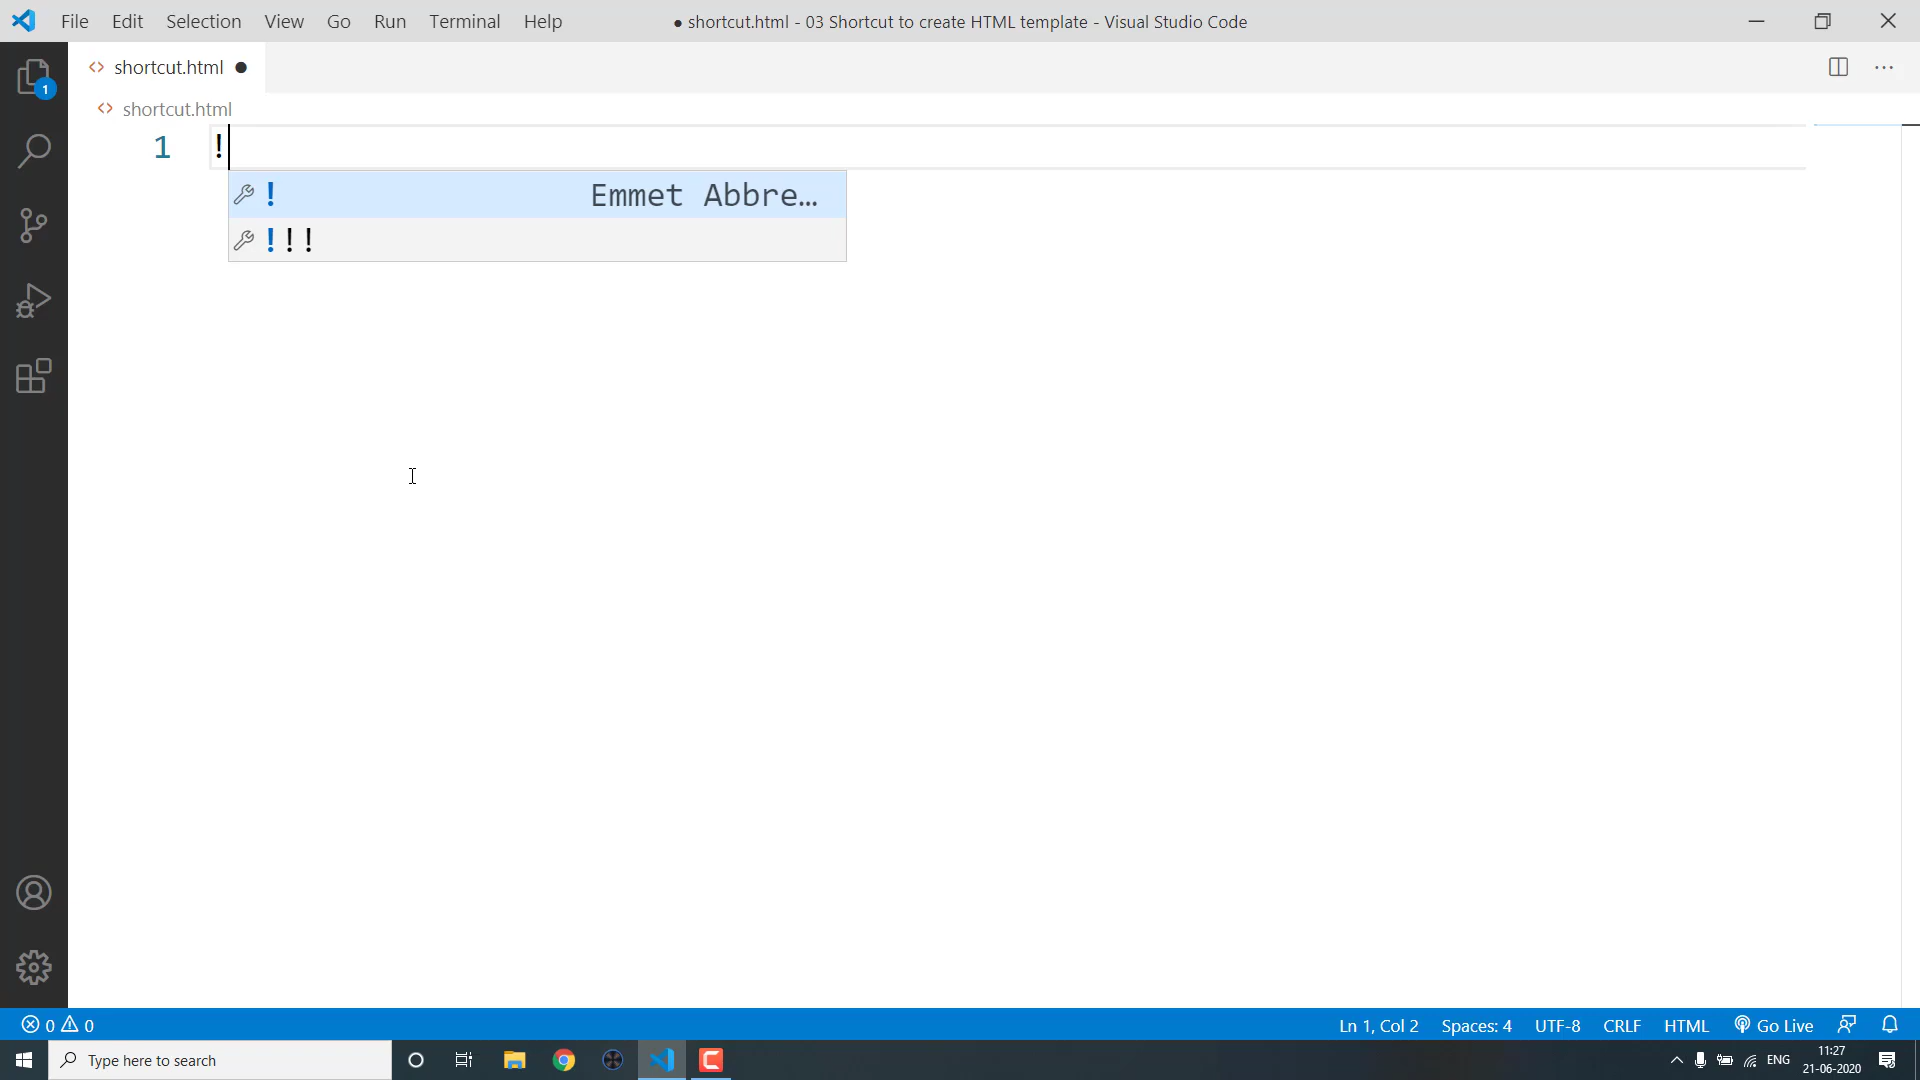 File Edit Selection View Go Run Terminal Help ● shortcut.html - 03 Shortcut to create HTML template - Visual Studio Code
shortcut.html
1
shortcut.html
1 !
! Emmet Abbre...
!!!
0 0 Ln 1, Col 2 Spaces: 4 UTF-8 CRLF HTML Go Live
Type here to search ENG 11:27
21-06-2020